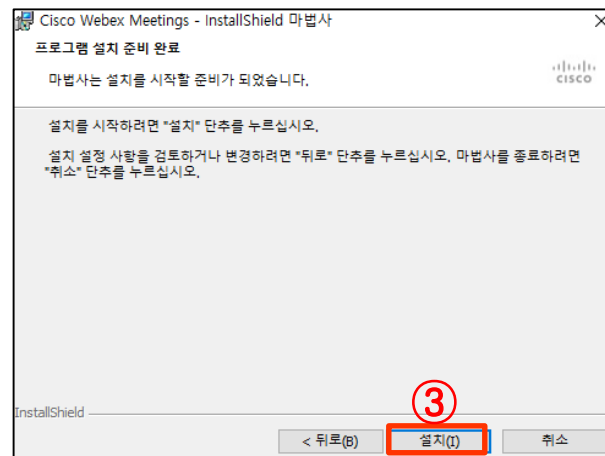 Cisco Webex Meetings - InstallShield 마법사
프로그램 설치 준비 완료
마법사는 설치를 시작할 준비가 되었습니다.
CISCO
설치를 시작하려면 "설치" 단추를 누르십시오.
설치 설정 사항을 검토하거나 변경하려면 "뒤로" 단추를 누르십시오. 마법사를 종료하려면
"취소" 단추를 누르십시오.
③
InstallShield
< 뒤로(B) 설치(I) 취소